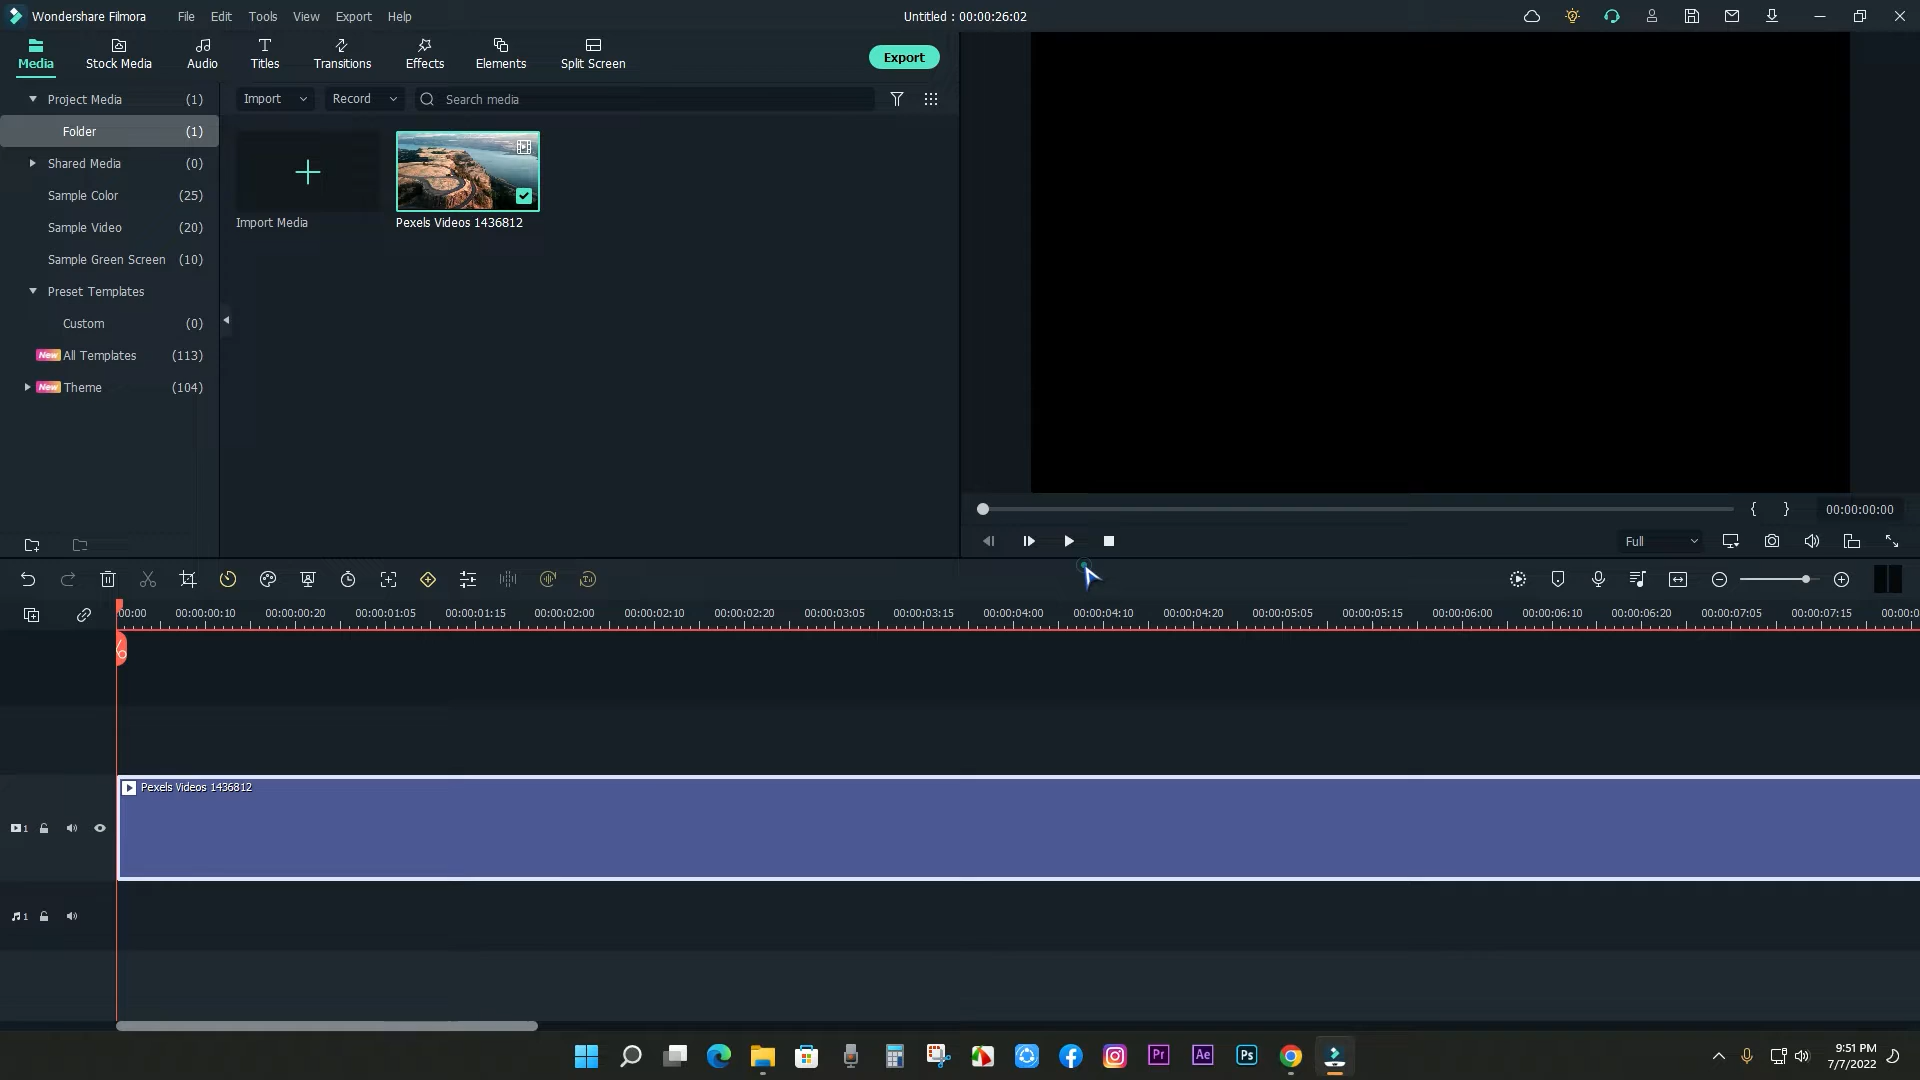 Wondershare Filmora File Edit Tools View Export Help Untitled : 00:00:26:02
Media Stock Media Audio Titles Transitions Effects Elements Split Screen Export
Project Media (1) Import Record Search media
Folder (1)
Shared Media (0)
Sample Color (25)
Import Media Pexels Videos 1436812
Sample Video (20)
Sample Green Screen (10)
Preset Templates
Custom (0)
New All Templates (113)
New Theme (104)
{ } 00:00:00:00
Full
00:00 00:00:00:10 00:00:00:20 00:00:01:05 00:00:01:15 00:00:02:00 00:00:02:10 00:00:02:20 00:00:03:05 00:00:03:15 00:00:04:00 00:00:04:10 00:00:04:20 00:00:05:05 00:00:05:15 00:00:06:00 00:00:06:10 00:00:06:20 00:00:07:05 00:00:07:15 00:00:0
Pexels Videos 1436812
1
1
Pr Ae Ps
9:51 PM
7/7/2022